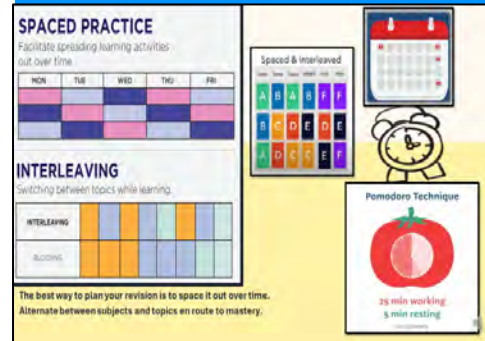 SPACED PRACTICE
Facilitate spreading learning activities
out over time.
MON TUE WED THU FRI
INTERLEAVING
Switching between topics while learning.
INTERLEAVING
BLOCKING
Spaced & Interleaved
A B A B F F
B C D E D E
A D C C E F
Pomodoro Technique
25 min working
5 min resting
The best way to plan your revision is to space it out over time.
Alternate between subjects and topics en route to mastery.